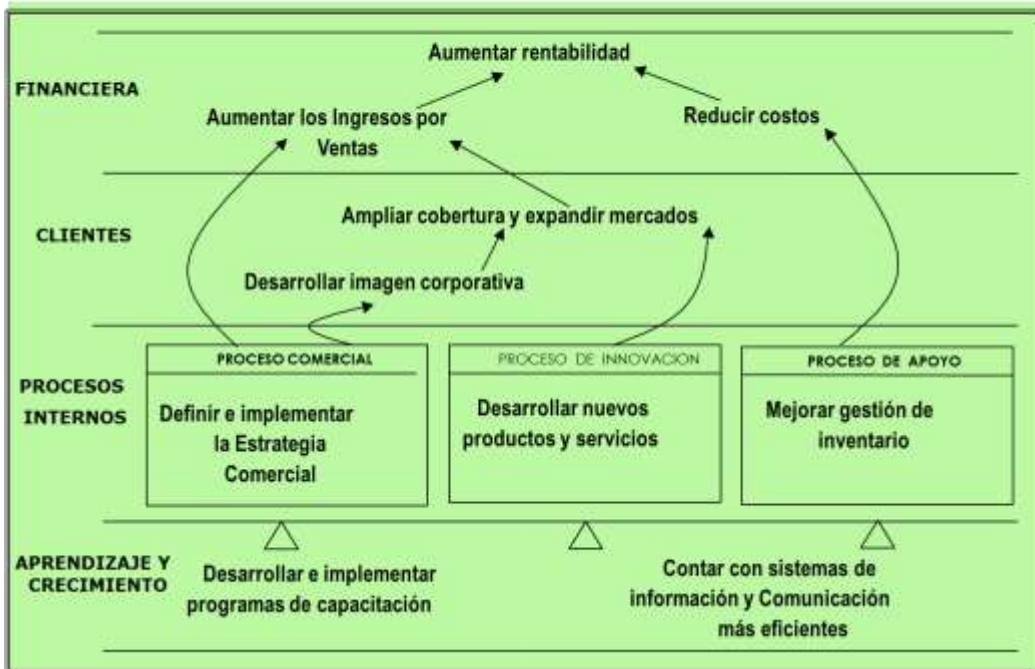 Aumentar rentabilidad
FINANCIERA
Aumentar los Ingresos por
Ventas
Reducir costos
Ampliar cobertura y expandir mercados
CLIENTES
Desarrollar imagen corporativa
PROCESOS
INTERNOS
PROCESO COMERCIAL
Definir e implementar
la Estrategia
Comercial
PROCESO DE INNOVACION
Desarrollar nuevos
productos y servicios
PROCESO DE APOYO
Mejorar gestión de
inventario
APRENDIZAJE Y
CRECIMIENTO
Desarrollar e implementar
programas de capacitación
Contar con sistemas de
información y Comunicación
más eficientes